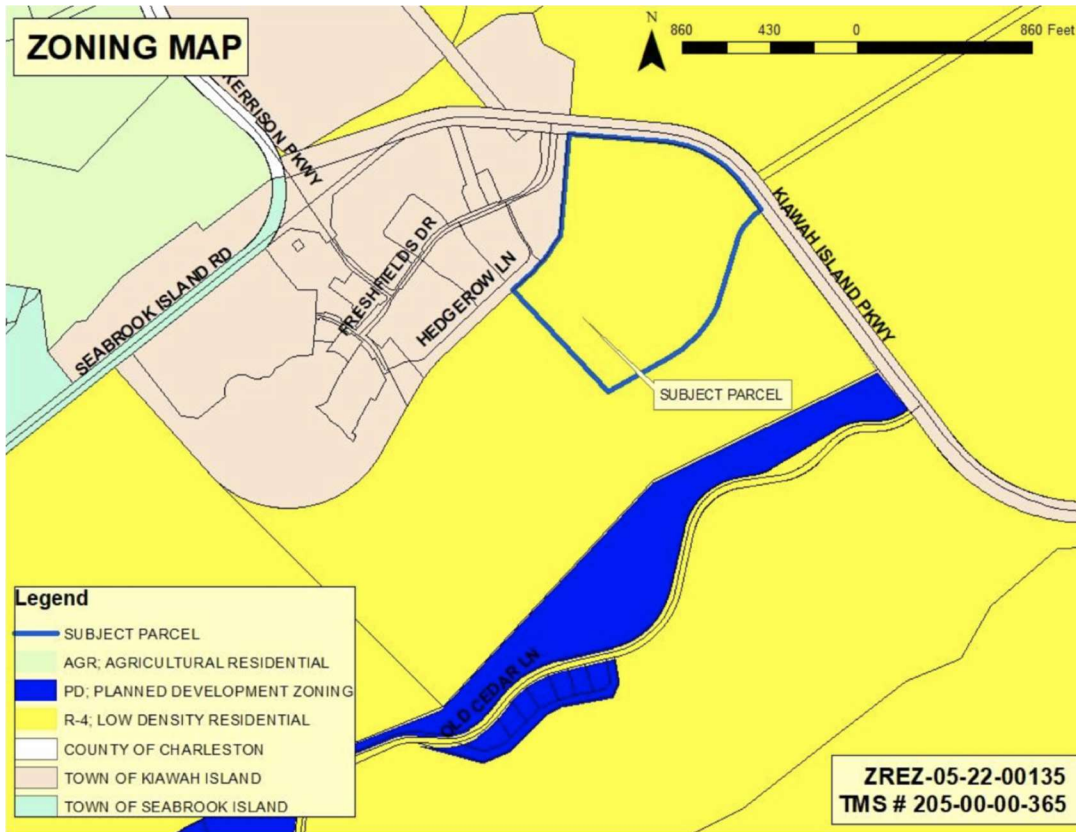 ZONING MAP
N
860 430 0 860 Feet
KERRISON PKWY
SEABROOK ISLAND RD
FRESHFIELDS DR
HEDGEROW LN
KIAWAH ISLAND PKWY
SUBJECT PARCEL
OLD CEDAR LN
Legend
SUBJECT PARCEL
AGR; AGRICULTURAL RESIDENTIAL
PD; PLANNED DEVELOPMENT ZONING
R-4; LOW DENSITY RESIDENTIAL
COUNTY OF CHARLESTON
TOWN OF KIAWAH ISLAND
TOWN OF SEABROOK ISLAND
ZREZ-05-22-00135
TMS # 205-00-00-365